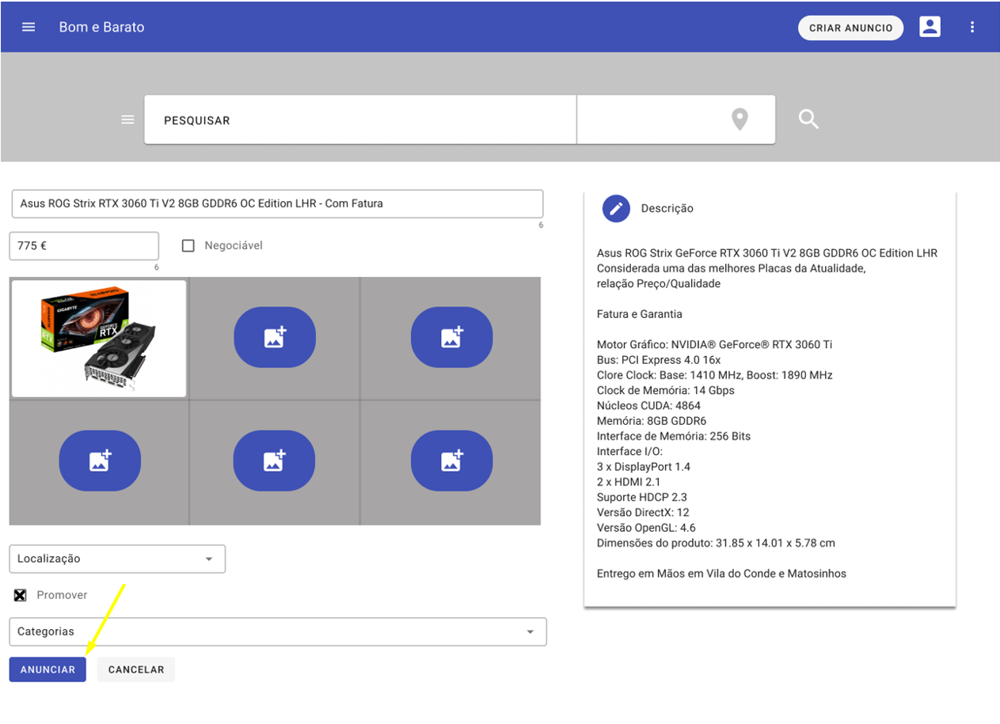 Bom e Barato
CRIAR ANUNCIO
PESQUISAR
Asus ROG Strix RTX 3060 Ti V2 8GB GDDR6 OC Edition LHR - Com Fatura
6
775 €
Negociável
6
GIGABYTE
GIGABYTE
GEFORCE
RTX
RTX
Localização
Promover
Categorias
ANUNCIAR
CANCELAR
Descrição
Asus ROG Strix GeForce RTX 3060 Ti V2 8GB GDDR6 OC Edition LHR
Considerada uma das melhores Placas da Atualidade,
relação Preço/Qualidade
Fatura e Garantia
Motor Gráfico: NVIDIA® GeForce® RTX 3060 Ti
Bus: PCI Express 4.0 16x
Clore Clock: Base: 1410 MHz, Boost: 1890 MHz
Clock de Memória: 14 Gbps
Núcleos CUDA: 4864
Memória: 8GB GDDR6
Interface de Memória: 256 Bits
Interface I/O:
3 x DisplayPort 1.4
2 x HDMI 2.1
Suporte HDCP 2.3
Versão DirectX: 12
Versão OpenGL: 4.6
Dimensões do produto: 31.85 x 14.01 x 5.78 cm
Entrego em Mãos em Vila do Conde e Matosinhos